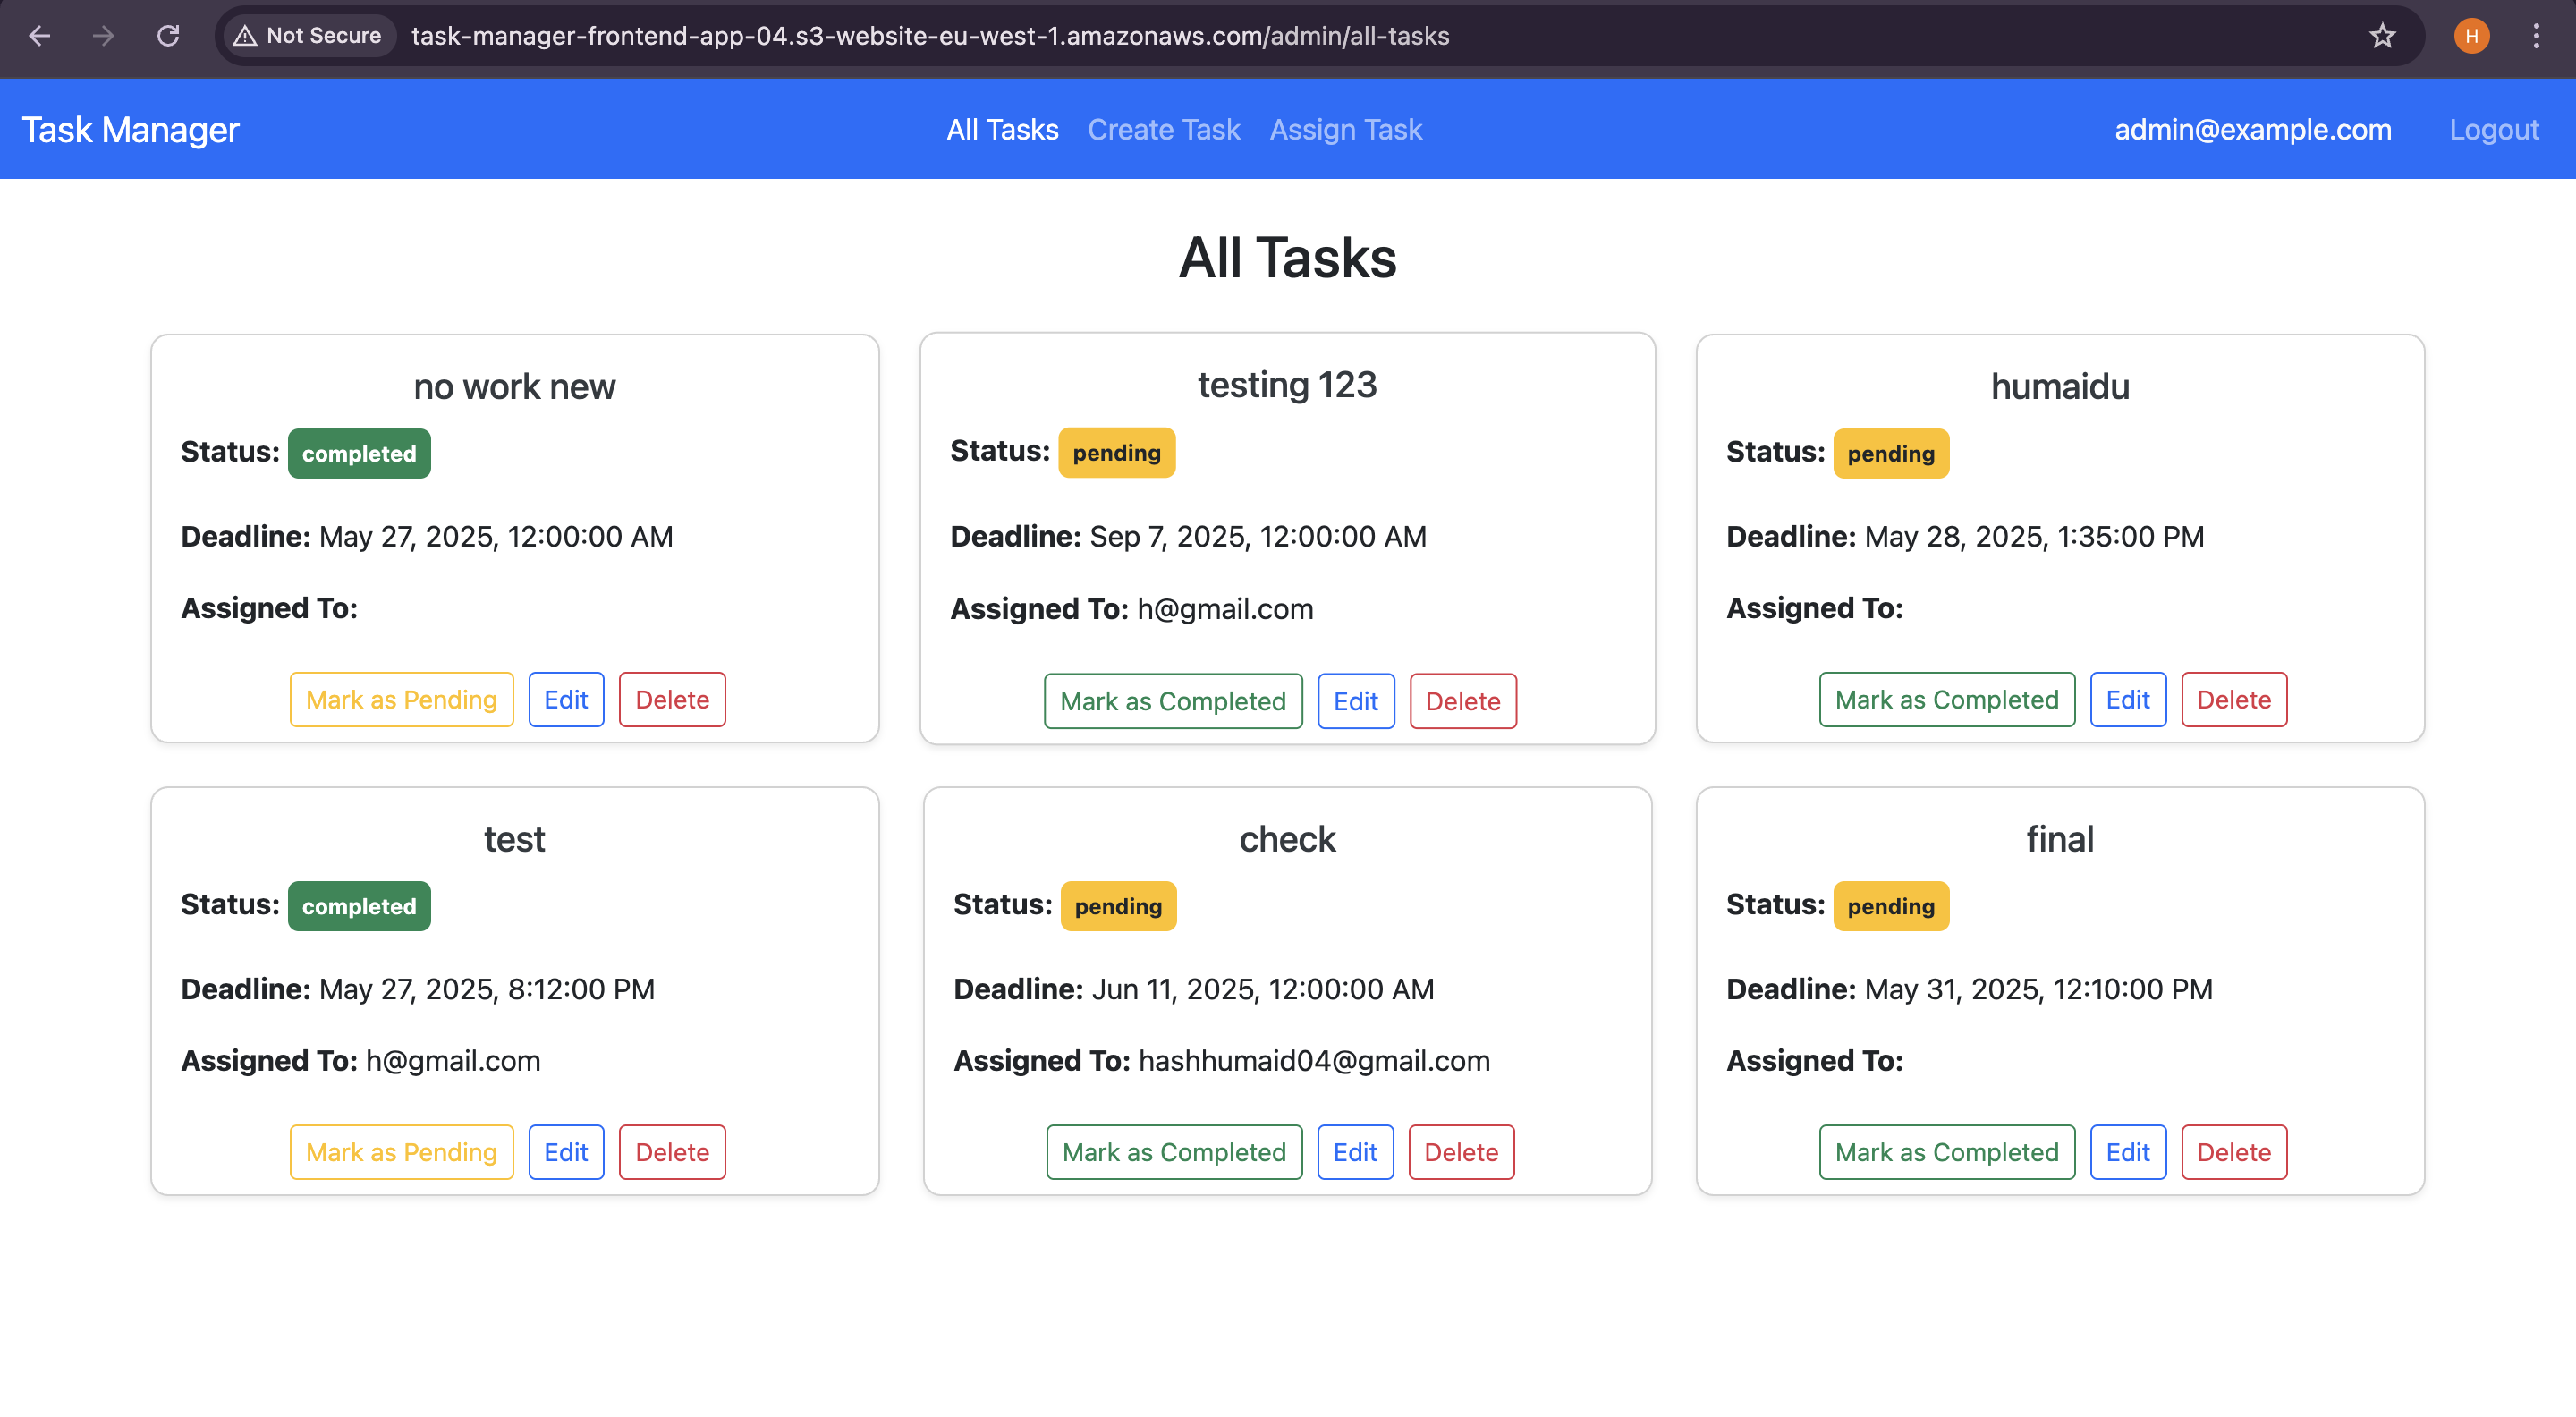 Not Secure task-manager-frontend-app-04.s3-website-eu-west-1.amazonaws.com/admin/all-tasks H
Task Manager All Tasks Create Task Assign Task admin@example.com Logout
All Tasks
no work new
Status: completed
Deadline: May 27, 2025, 12:00:00 AM
Assigned To:
Mark as Pending Edit Delete
testing 123
Status: pending
Deadline: Sep 7, 2025, 12:00:00 AM
Assigned To: h@gmail.com
Mark as Completed Edit Delete
humaidu
Status: pending
Deadline: May 28, 2025, 1:35:00 PM
Assigned To:
Mark as Completed Edit Delete
test
Status: completed
Deadline: May 27, 2025, 8:12:00 PM
Assigned To: h@gmail.com
Mark as Pending Edit Delete
check
Status: pending
Deadline: Jun 11, 2025, 12:00:00 AM
Assigned To: hashhumaid04@gmail.com
Mark as Completed Edit Delete
final
Status: pending
Deadline: May 31, 2025, 12:10:00 PM
Assigned To:
Mark as Completed Edit Delete